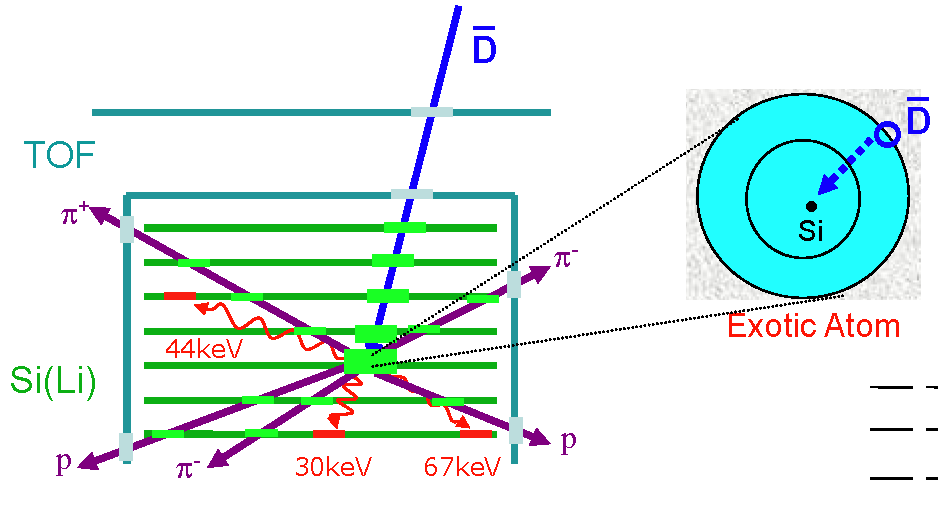 D̅
TOF
D̅
π⁺
π⁻
Si
Exotic Atom
44keV
Si(Li)
p
π⁻
30keV
67keV
p